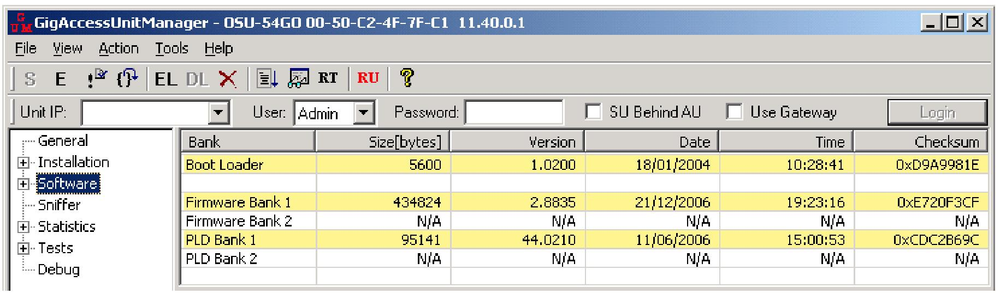 GUM GigAccessUnitManager - OSU-54GO 00-50-C2-4F-7F-C1 11.40.0.1
File View Action Tools Help
S E ! {} EL DL RT RU ?
Unit IP: User: Admin Password: SU Behind AU Use Gateway Login
General
Installation
Software
Sniffer
Statistics
Tests
Debug
Bank Size[bytes] Version Date Time Checksum
Boot Loader 5600 1.0200 18/01/2004 10:28:41 0xD9A9981E
Firmware Bank 1 434824 2.8835 21/12/2006 19:23:16 0xE720F3CF
Firmware Bank 2 N/A N/A N/A N/A N/A
PLD Bank 1 95141 44.0210 11/06/2006 15:00:53 0xCDC2B69C
PLD Bank 2 N/A N/A N/A N/A N/A